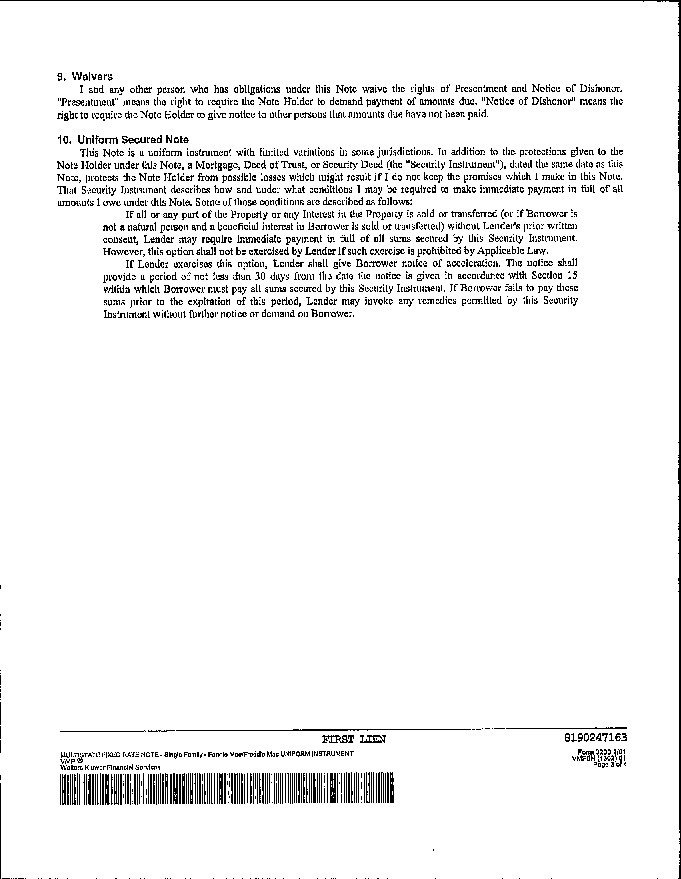 9. Waivers
I and any other person who has obligations under this Note waive the rights of Presentment and Notice of Dishonor.
"Presentment" means the right to require the Note Holder to demand payment of amounts due. "Notice of Dishonor" means the
right to require the Note Holder to give notice to other persons that amounts due have not been paid.
10. Uniform Secured Note
This Note is a uniform instrument with limited variations in some jurisdictions. In addition to the protections given to the
Note Holder under this Note, a Mortgage, Deed of Trust, or Security Deed (the "Security Instrument"), dated the same date as this
Note, protects the Note Holder from possible losses which might result if I do not keep the promises which I make in this Note.
That Security Instrument describes how and under what conditions I may be required to make immediate payment in full of all
amounts I owe under this Note. Some of those conditions are described as follows:
If all or any part of the Property or any Interest in the Property is sold or transferred (or if Borrower is
not a natural person and a beneficial interest in Borrower is sold or transferred) without Lender's prior written
consent, Lender may require immediate payment in full of all sums secured by this Security Instrument.
However, this option shall not be exercised by Lender if such exercise is prohibited by Applicable Law.
If Lender exercises this option, Lender shall give Borrower notice of acceleration. The notice shall
provide a period of not less than 30 days from the date the notice is given in accordance with Section 15
within which Borrower must pay all sums secured by this Security Instrument. If Borrower fails to pay these
sums prior to the expiration of this period, Lender may invoke any remedies permitted by this Security
Instrument without further notice or demand on Borrower.
FIRST LIEN
8190247163
MULTISTATE FIXED RATE NOTE - Single Family - Fannie Mae/Freddie Mac UNIFORM INSTRUMENT
Form 3200 1/01
VMP ®
Wolters Kluwer Financial Services
Page 3 of